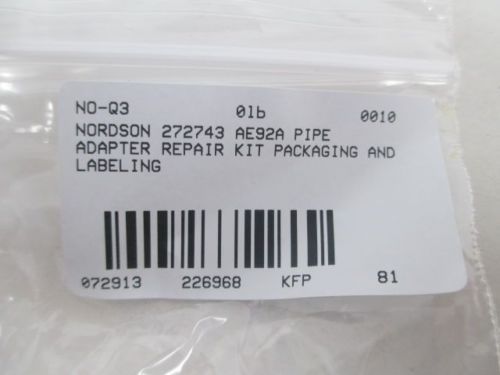 NO-Q3 0lb 0010
NORDSON 272743 AE92A PIPE
ADAPTER REPAIR KIT PACKAGING AND
LABELING
072913 226968 KFP 81